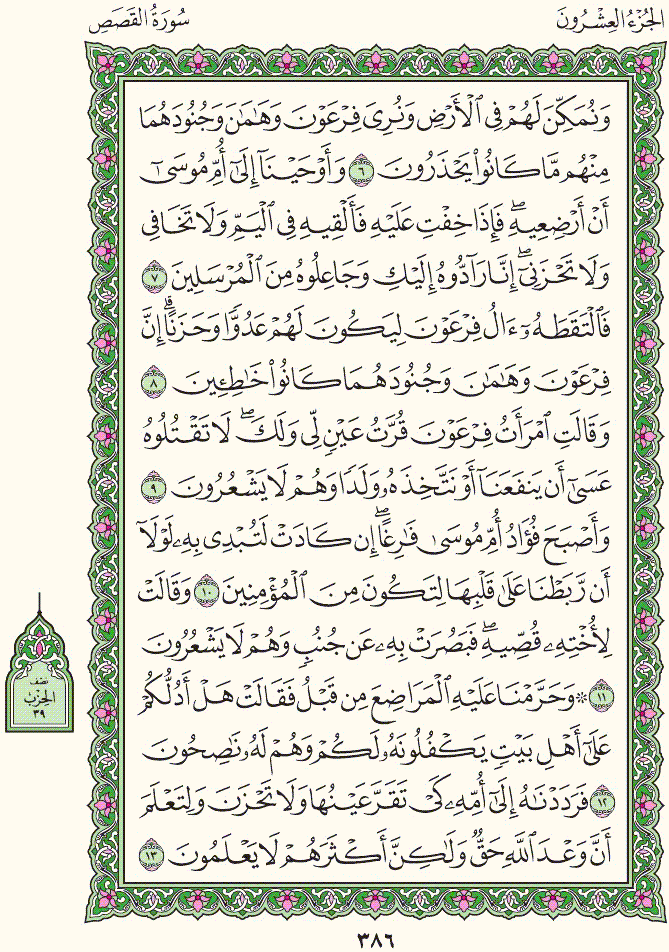 الجُزْءُ العِشْرُونَ
سُورَةُ القَصَصِ
وَنُمَكِّنَ لَهُمْ فِي ٱلْأَرْضِ وَنُرِيَ فِرْعَوْنَ وَهَٰمَٰنَ وَجُنُودَهُمَا
مِنْهُم مَّا كَانُوا۟ يَحْذَرُونَ ٦ وَأَوْحَيْنَآ إِلَىٰٓ أُمِّ مُوسَىٰٓ
أَنْ أَرْضِعِيهِ ۖ فَإِذَا خِفْتِ عَلَيْهِ فَأَلْقِيهِ فِي ٱلْيَمِّ وَلَا تَخَافِي
وَلَا تَحْزَنِيٓ ۖ إِنَّا رَآدُّوهُ إِلَيْكِ وَجَاعِلُوهُ مِنَ ٱلْمُرْسَلِينَ ٧
فَٱلْتَقَطَهُۥٓ ءَالُ فِرْعَوْنَ لِيَكُونَ لَهُمْ عَدُوًّا وَحَزَنًا ۗ إِنَّ
فِرْعَوْنَ وَهَٰمَٰنَ وَجُنُودَهُمَا كَانُوا۟ خَٰطِـِٔينَ ٨
وَقَالَتِ ٱمْرَأَتُ فِرْعَوْنَ قُرَّتُ عَيْنٍ لِّي وَلَكَ ۖ لَا تَقْتُلُوهُ
عَسَىٰٓ أَن يَنفَعَنَآ أَوْ نَتَّخِذَهُۥ وَلَدًا وَهُمْ لَا يَشْعُرُونَ ٩
وَأَصْبَحَ فُؤَادُ أُمِّ مُوسَىٰ فَٰرِغًا ۖ إِن كَادَتْ لَتُبْدِي بِهِۦ لَوْلَآ
أَن رَّبَطْنَا عَلَىٰ قَلْبِهَا لِتَكُونَ مِنَ ٱلْمُؤْمِنِينَ ١٠ وَقَالَتْ
لِأُخْتِهِۦ قُصِّيهِ ۖ فَبَصُرَتْ بِهِۦ عَن جُنُبٍ وَهُمْ لَا يَشْعُرُونَ
١١ ۞ وَحَرَّمْنَا عَلَيْهِ ٱلْمَرَاضِعَ مِن قَبْلُ فَقَالَتْ هَلْ أَدُلُّكُمْ
عَلَىٰٓ أَهْلِ بَيْتٍ يَكْفُلُونَهُۥ لَكُمْ وَهُمْ لَهُۥ نَٰصِحُونَ
١٢ فَرَدَدْنَٰهُ إِلَىٰٓ أُمِّهِۦ كَيْ تَقَرَّ عَيْنُهَا وَلَا تَحْزَنَ وَلِتَعْلَمَ
أَنَّ وَعْدَ ٱللَّهِ حَقٌّ وَلَٰكِنَّ أَكْثَرَهُمْ لَا يَعْلَمُونَ ١٣
نصف
الحِزْب
٣٩
٣٨٦